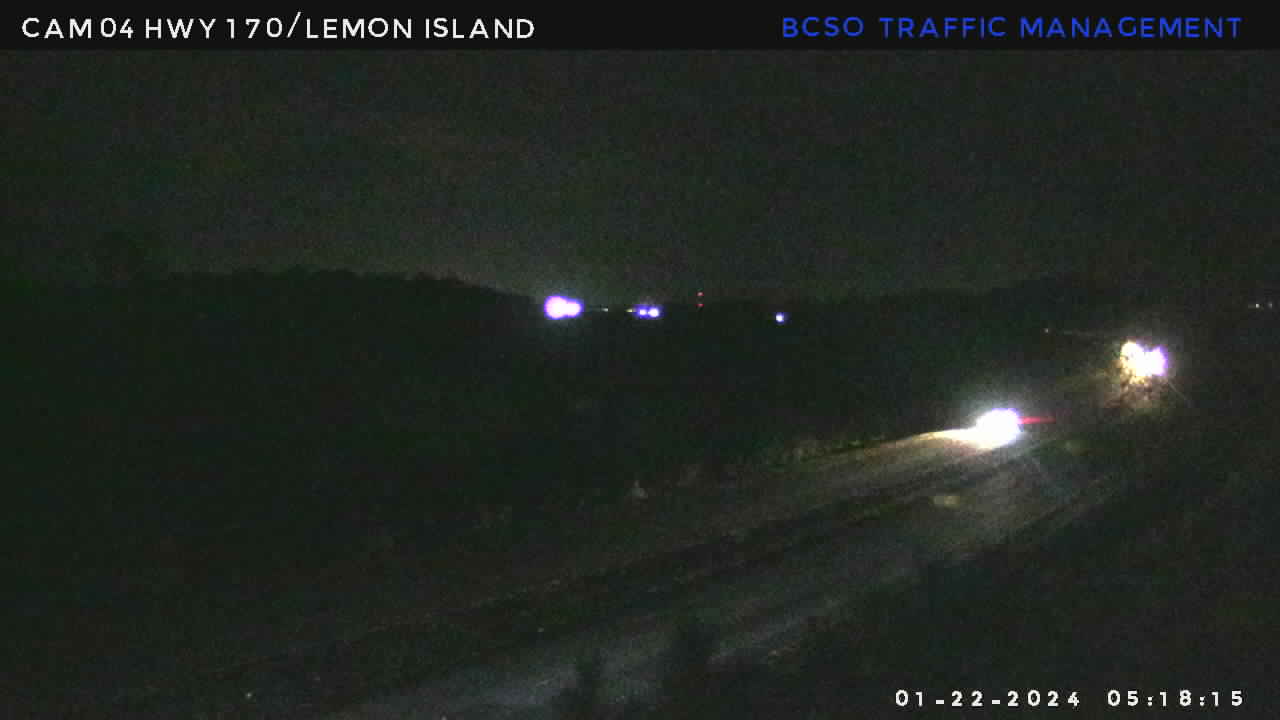 CAM04 HWY 170/LEMON ISLAND
BCSO TRAFFIC MANAGEMENT
01-22-2024 05:18:15